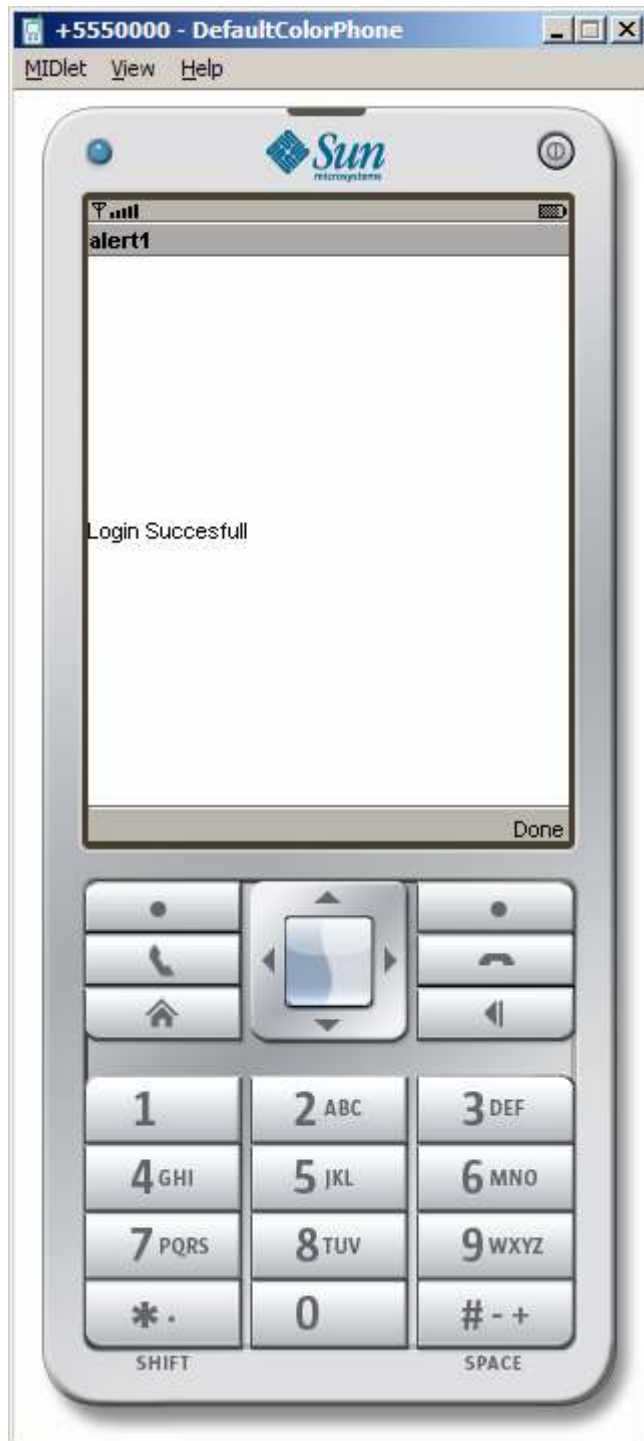 +5550000 - DefaultColorPhone
MIDlet View Help
Sun
microsystems
alert1
Login Succesfull
Done
1 2 ABC 3 DEF
4 GHI 5 JKL 6 MNO
7 PQRS 8 TUV 9 WXYZ
* . 0 # - +
SHIFT SPACE